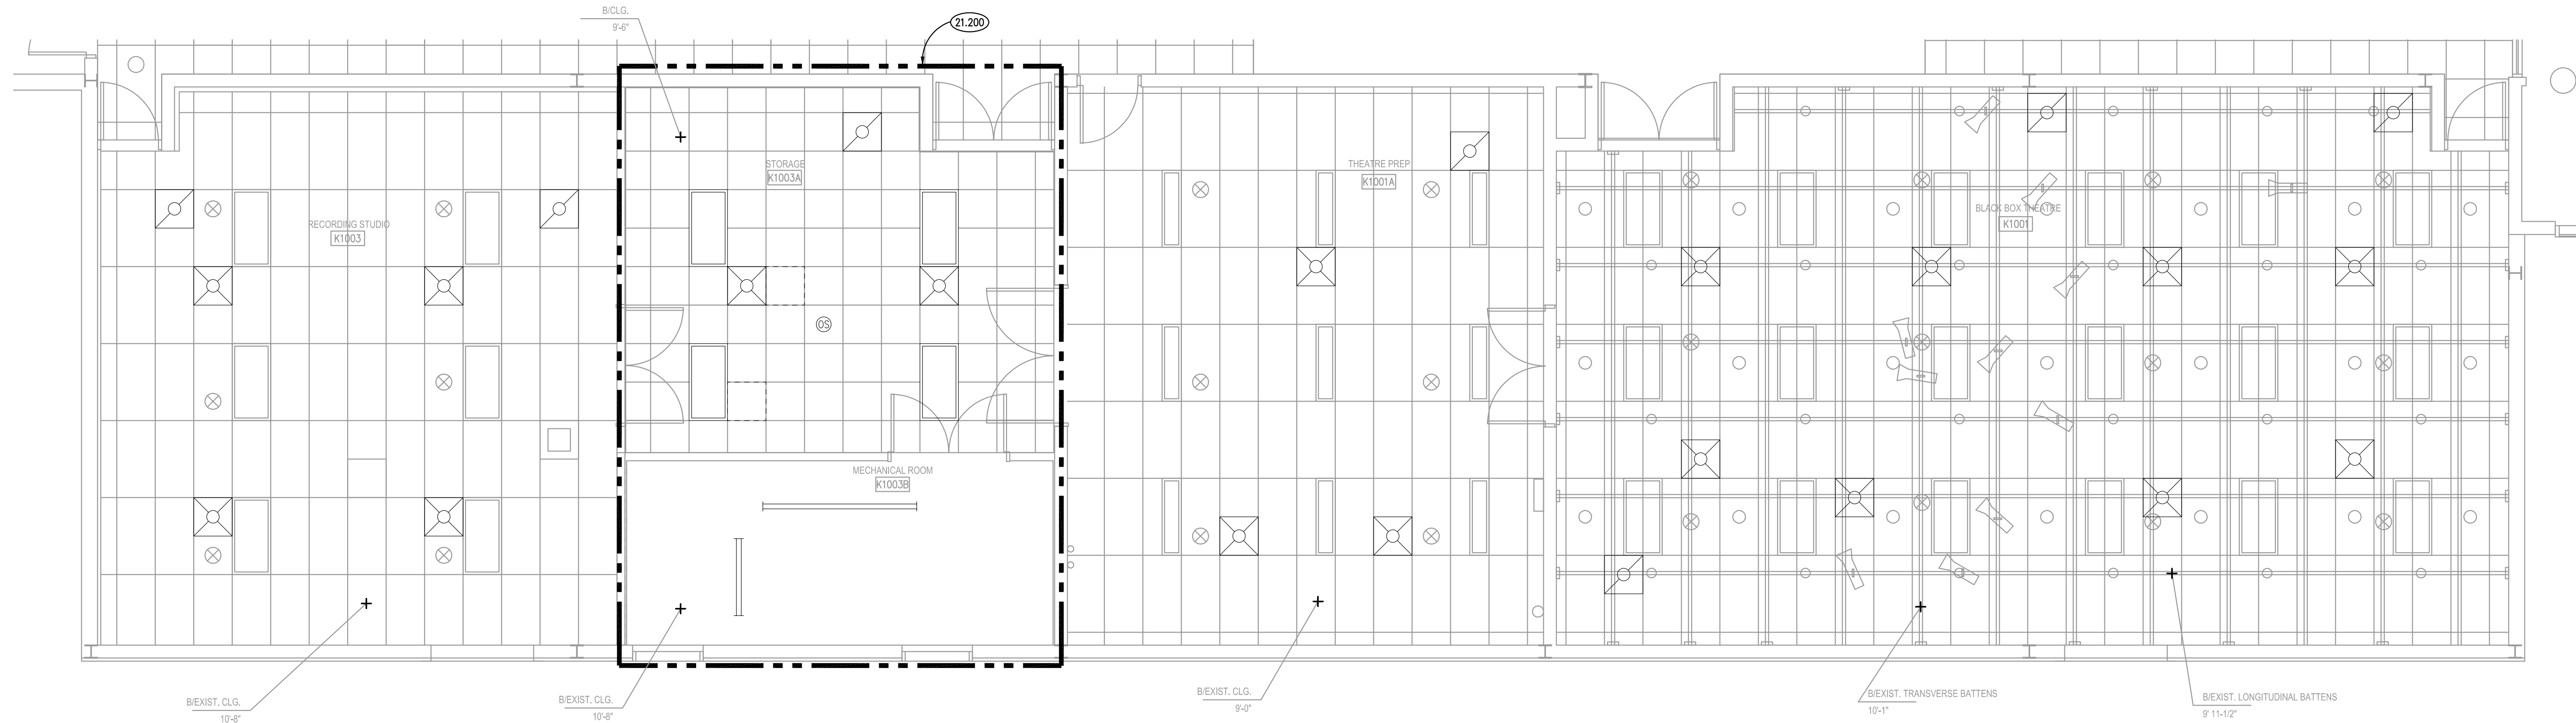 B/CLG.
9'-6"
21.200
STORAGE
K1003A
THEATRE PREP
K1001A
RECORDING STUDIO
K1003
BLACK BOX THEATRE
K1001
OS
MECHANICAL ROOM
K1003B
B/EXIST. CLG.
10'-8"
B/EXIST. CLG.
10'-8"
B/EXIST. CLG.
9'-0"
B/EXIST. TRANSVERSE BATTENS
10'-1"
B/EXIST. LONGITUDINAL BATTENS
9' 11-1/2"